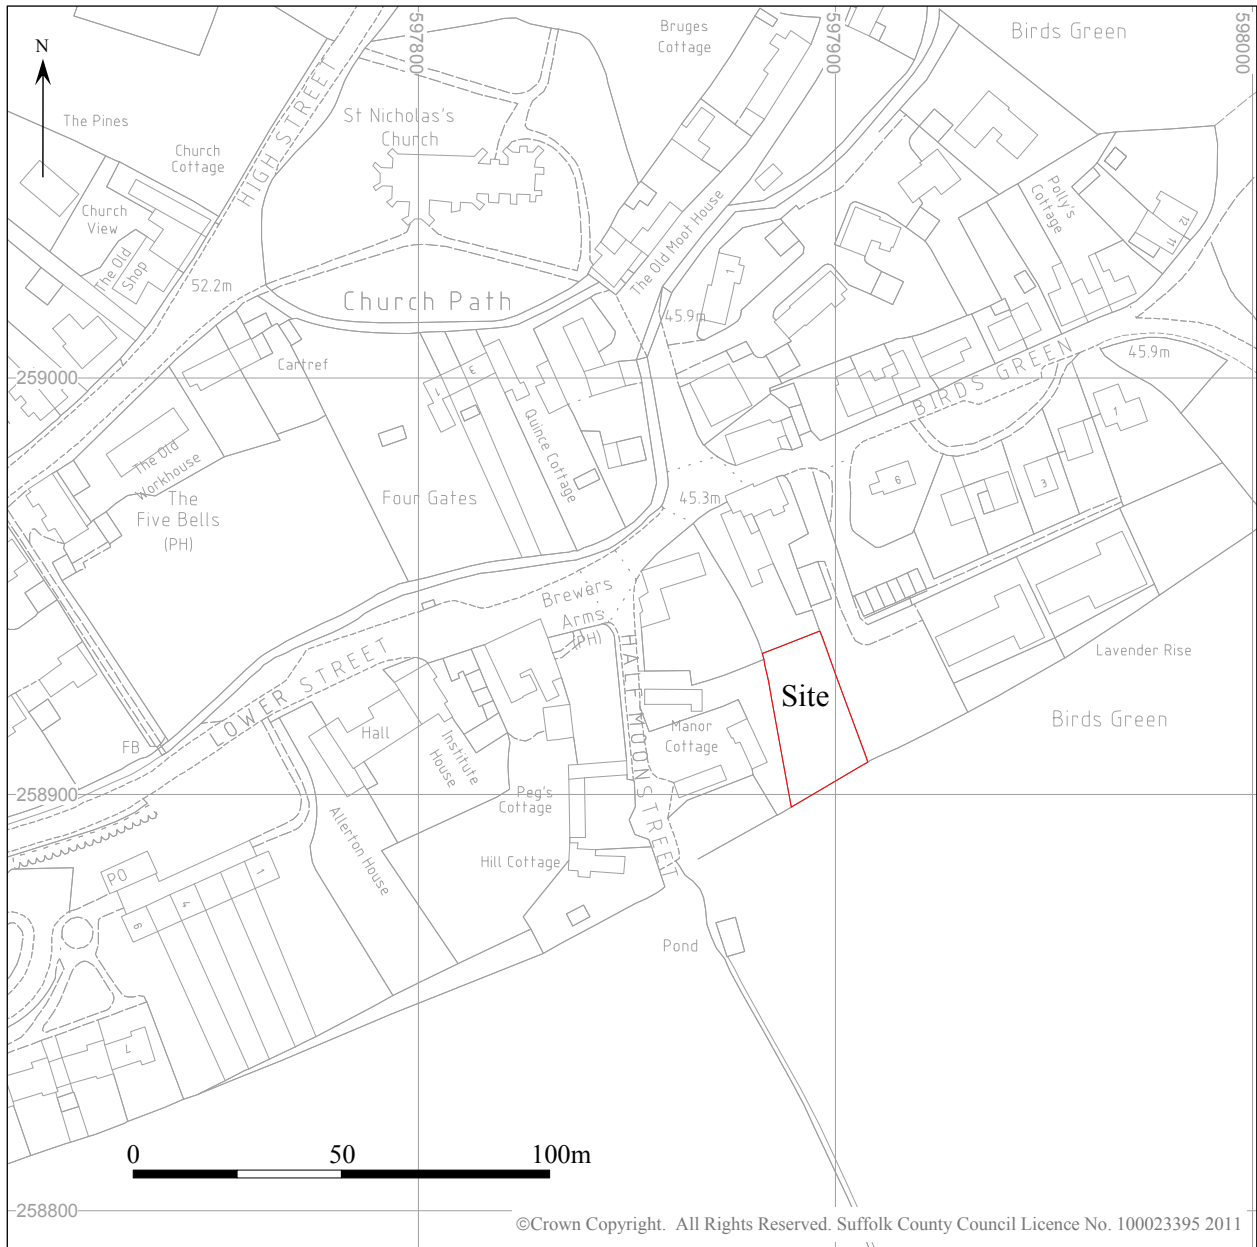 597800
597900
598000
N
Bruges
Cottage
Birds Green
The Pines
HIGH STREET
St Nicholas's
Church
Church
Cottage
Church
View
The Old
Shop
52.2m
Church Path
The Old Moot House
1
45.9m
Polly's
Cottage
12
11
259000
Cartref
3
1
Quince Cottage
BIRDS GREEN
45.9m
1
The Old
Workhouse
The
Five Bells
(PH)
Four Gates
45.3m
6
3
Brewers
Arms
(PH)
HALF MOON STREET
LOWER STREET
Site
Lavender Rise
Birds Green
FB
Hall
Institute
House
Manor
Cottage
258900
Peg's
Cottage
Allerton House
Hill Cottage
PO
1
4
6
Pond
7
0
50
100m
258800
©Crown Copyright. All Rights Reserved. Suffolk County Council Licence No. 100023395 2011